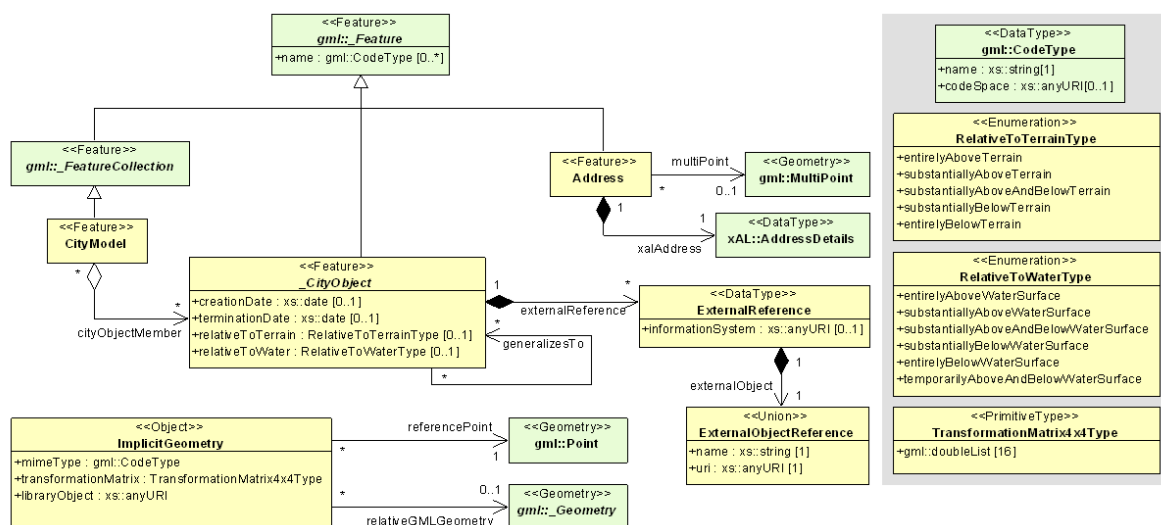 <<Feature>>
gml::_Feature
+name : gml::CodeType [0..*]
<<DataType>>
gml::CodeType
+name : xs::string[1]
+codeSpace : xs::anyURI[0..1]
<<Enumeration>>
RelativeToTerrainType
+entirelyAboveTerrain
+substantiallyAboveTerrain
+substantiallyAboveAndBelowTerrain
+substantiallyBelowTerrain
+entirelyBelowTerrain
gml::_FeatureCollection
<<Feature>>
Address
multiPoint
*
0..1
<<Geometry>>
gml::MultiPoint
1
1
xalAddress
<<DataType>>
xAL::AddressDetails
<<Feature>>
CityModel
*
*
cityObjectMember
<<Feature>>
_CityObject
+creationDate : xs::date [0..1]
+terminationDate : xs::date [0..1]
+relativeToTerrain : RelativeToTerrainType [0..1]
+relativeToWater : RelativeToWaterType [0..1]
1
*
externalReference
*
generalizesTo
*
<<DataType>>
ExternalReference
+informationSystem : xs::anyURI [0..1]
1
externalObject
1
<<Union>>
ExternalObjectReference
+name : xs::string [1]
+uri : xs::anyURI [1]
<<Enumeration>>
RelativeToWaterType
+entirelyAboveWaterSurface
+substantiallyAboveWaterSurface
+substantiallyAboveAndBelowWaterSurface
+substantiallyBelowWaterSurface
+entirelyBelowWaterSurface
+temporarilyAboveAndBelowWaterSurface
<<PrimitiveType>>
TransformationMatrix4x4Type
+gml::doubleList [16]
<<Object>>
ImplicitGeometry
+mimeType : gml::CodeType
+transformationMatrix : TransformationMatrix4x4Type
+libraryObject : xs::anyURI
referencePoint
*
1
<<Geometry>>
gml::Point
*
0..1
relativeGMLGeometry
<<Geometry>>
gml::_Geometry